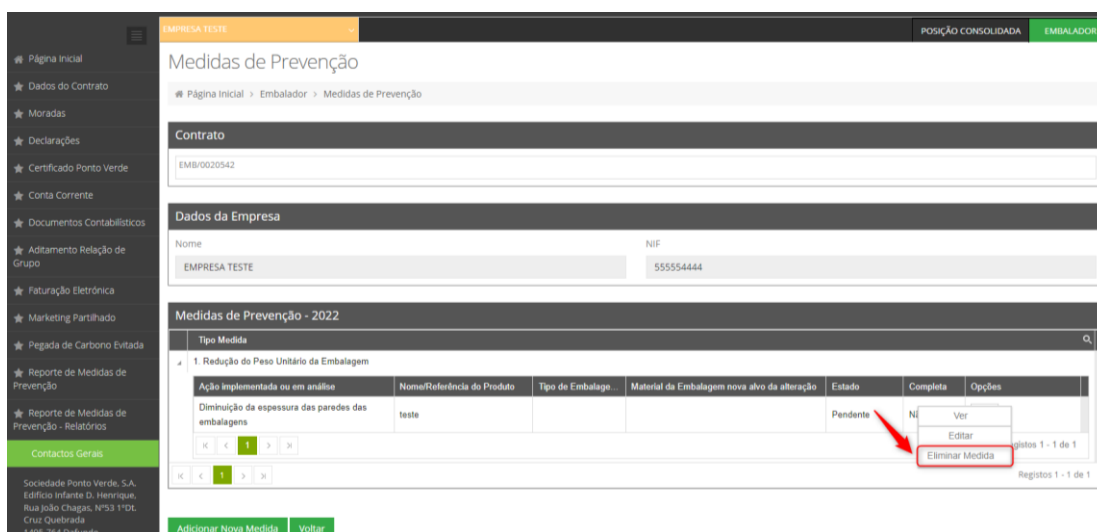 EMPRESA TESTE
POSIÇÃO CONSOLIDADA
EMBALADOR
Página Inicial
Dados do Contrato
Moradas
Declarações
Certificado Ponto Verde
Conta Corrente
Documentos Contabilísticos
Aditamento Relação de
Grupo
Faturação Eletrónica
Marketing Partilhado
Pegada de Carbono Evitada
Reporte de Medidas de
Prevenção
Reporte de Medidas de
Prevenção - Relatórios
Contactos Gerais
Sociedade Ponto Verde, S.A.
Edifício Infante D. Henrique,
Rua João Chagas, Nº53 1ºDt.
Cruz Quebrada
1495-764 Dafundo
Medidas de Prevenção
Página Inicial > Embalador > Medidas de Prevenção
Contrato
EMB/0020542
Dados da Empresa
Nome
NIF
EMPRESA TESTE
555554444
Medidas de Prevenção - 2022
Tipo Medida
1. Redução do Peso Unitário da Embalagem
Ação implementada ou em análise
Nome/Referência do Produto
Tipo de Embalage...
Material da Embalagem nova alvo da alteração
Estado
Completa
Opções
Diminuição da espessura das paredes das
embalagens
teste
Pendente
Ver
Editar
Eliminar Medida
1
gistos 1 - 1 de 1
1
Registos 1 - 1 de 1
Adicionar Nova Medida
Voltar